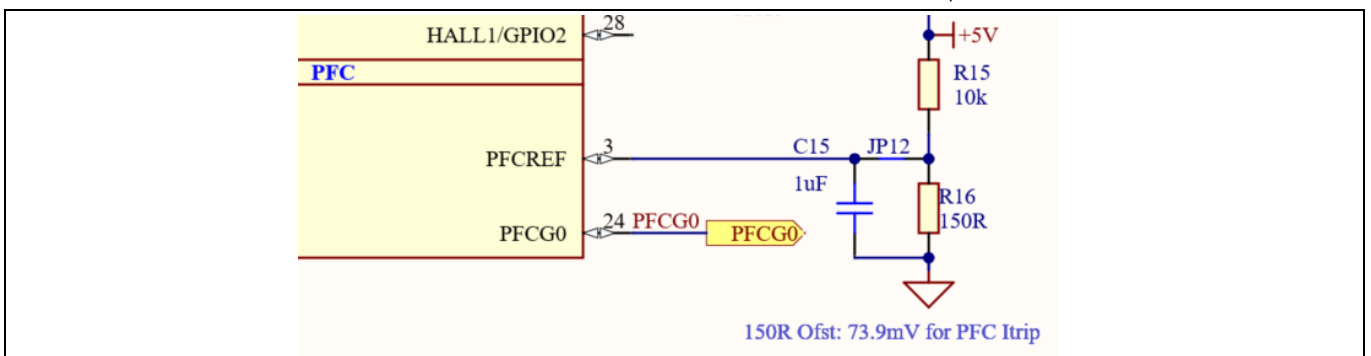 HALL1/GPIO2 28
+5V
PFC
R15
10k
PFCREF 3
C15 JP12
1uF
R16
150R
PFCG0 24 PFCG0 PFCG0
150R Ofst: 73.9mV for PFC Itrip